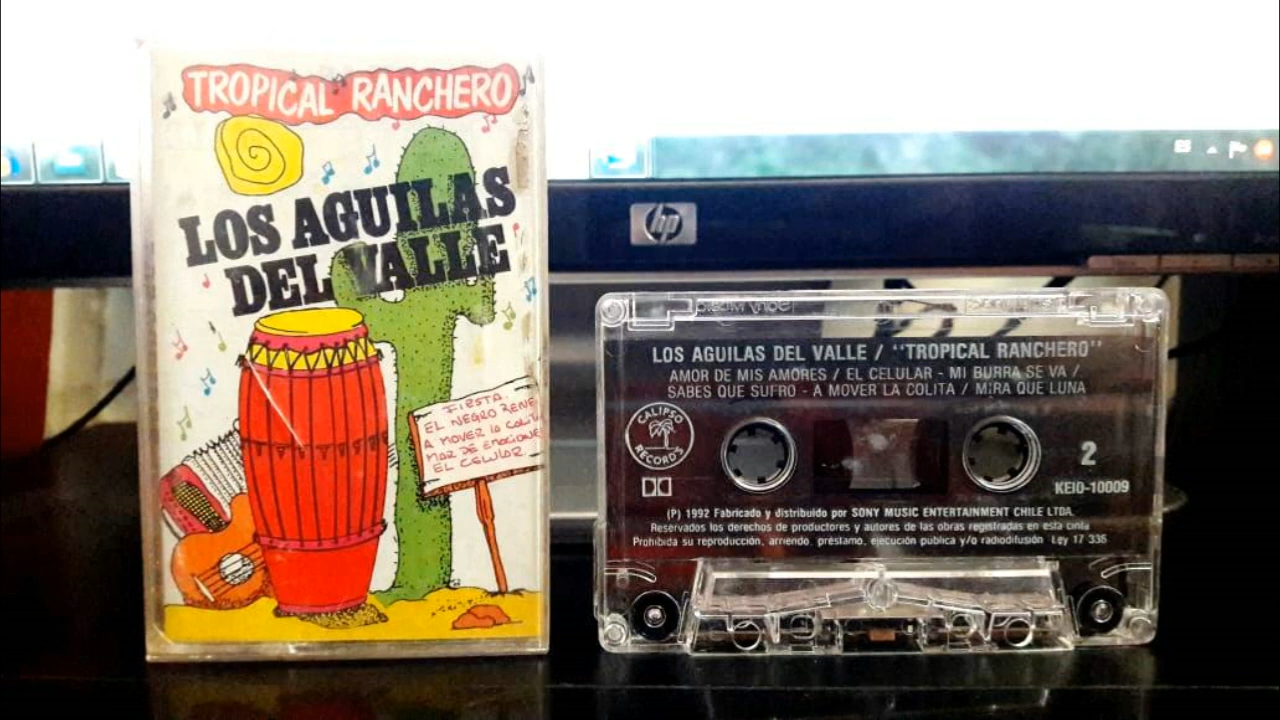 TROPICAL RANCHERO
LOS AGUILAS
DEL VALLE
FIESTA.
EL NEGRO RENE
A MOVER la COLITA
MAR DE EMOCIONE
EL CELULAR.
ES
hp
LOS AGUILAS DEL VALLE / "TROPICAL RANCHERO"
AMOR DE MIS AMORES / EL CELULAR - MI BURRA SE VA /
SABES QUE SUFRO - A MOVER LA COLITA / MIRA QUE LUNA
CALIPSO
RECORDS
2
KEIO-10009
(P) 1992 Fabricado y distribuido por SONY MUSIC ENTERTAINMENT CHILE LTDA.
Reservados los derechos de productores y autores de las obras registradas en esta cinta
Prohibida su reproducción, arriendo, préstamo, ejecución publica y/o radiodifusión Ley 17 336